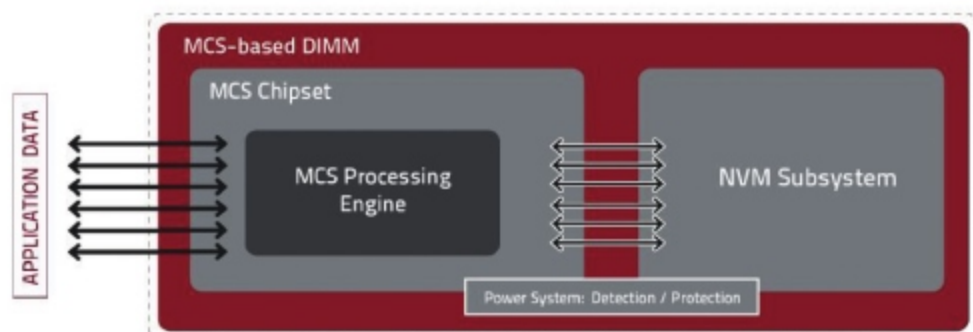 MCS-based DIMM
MCS Chipset
APPLICATION DATA
MCS Processing
Engine
NVM Subsystem
Power System: Detection / Protection